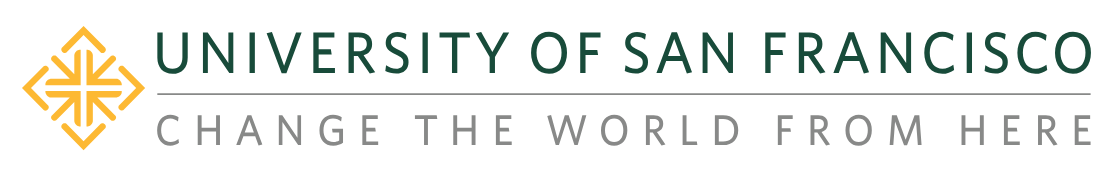 UNIVERSITY OF SAN FRANCISCO
CHANGE THE WORLD FROM HERE